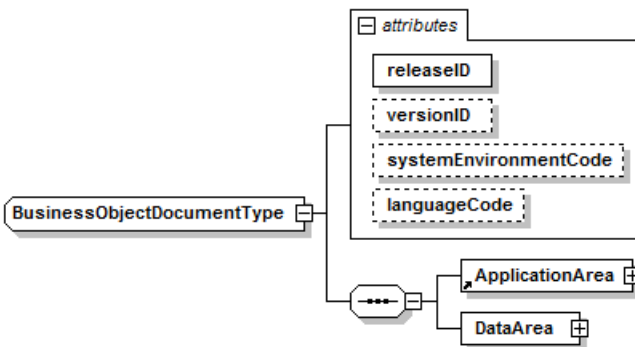 attributes
releaseID
versionID
systemEnvironmentCode
languageCode
BusinessObjectDocumentType
ApplicationArea
DataArea